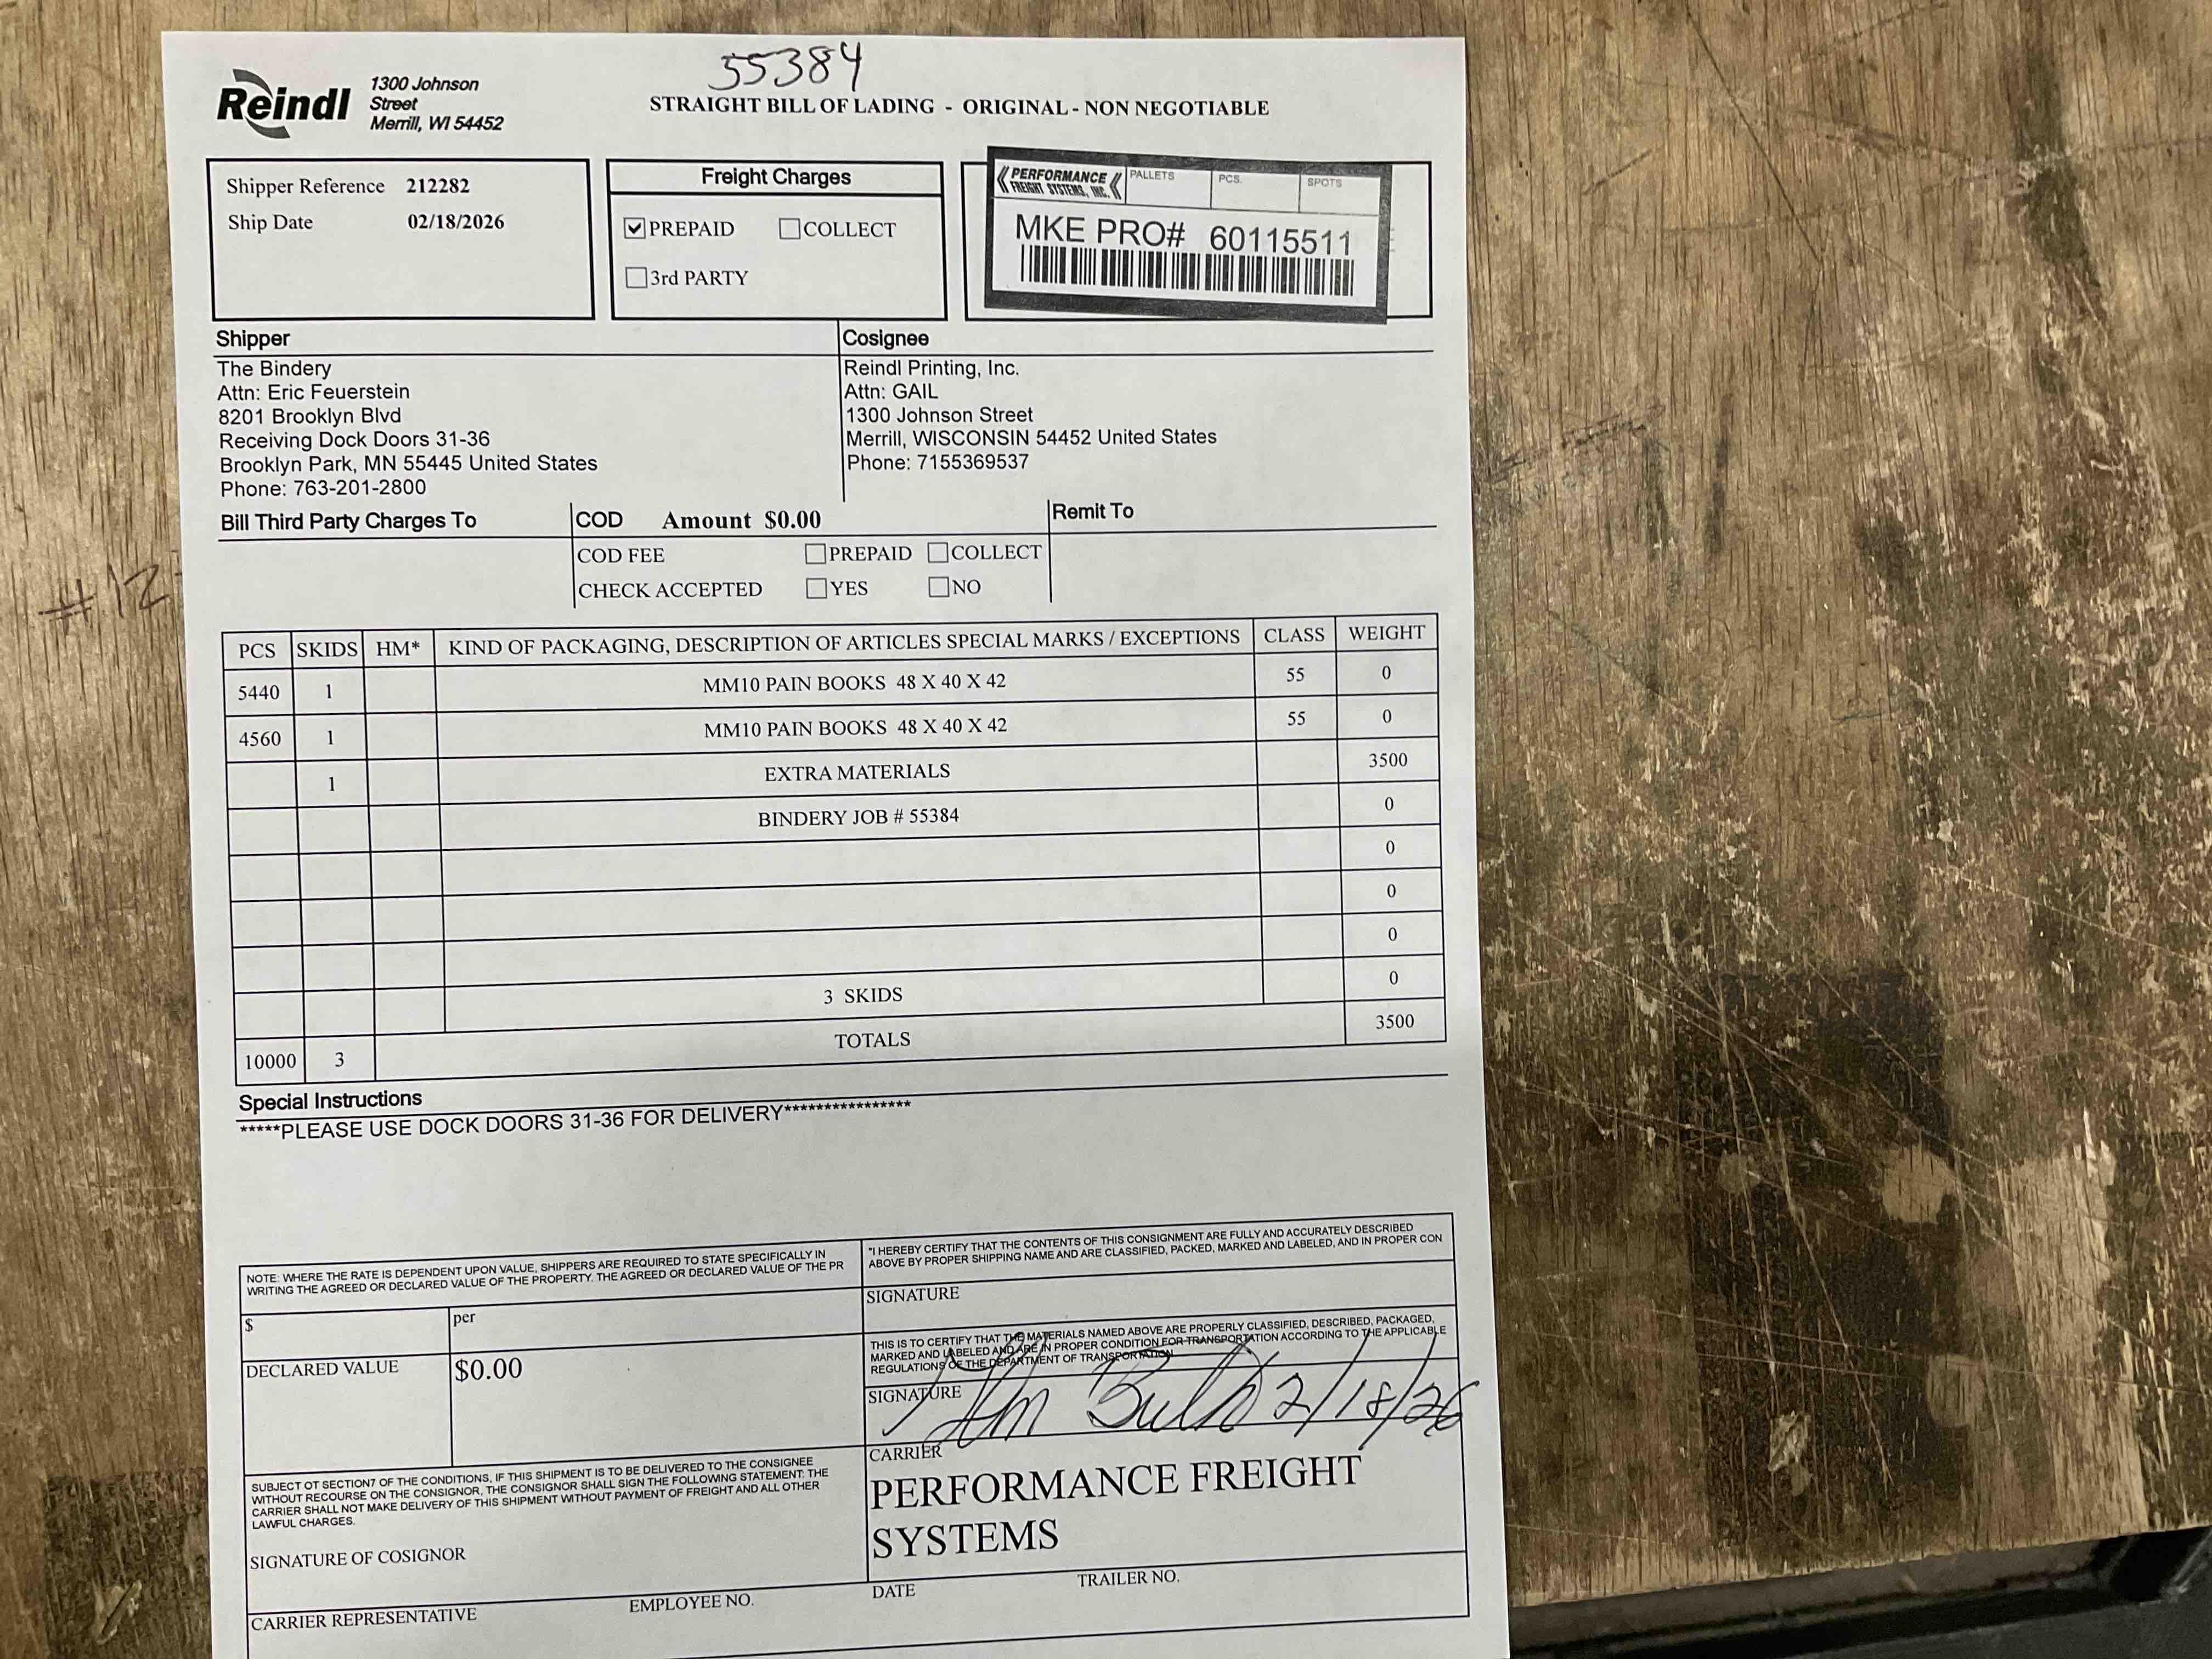 55384
Reindl
1300 Johnson
Street
Merrill, WI 54452
STRAIGHT BILL OF LADING - ORIGINAL - NON NEGOTIABLE
Shipper Reference 212282
Ship Date 02/18/2026
Freight Charges
PREPAID COLLECT
3rd PARTY
PERFORMANCE
FREIGHT SYSTEMS, INC.
PALLETS PCS. SPOTS
MKE PRO# 60115511
Shipper
The Bindery
Attn: Eric Feuerstein
8201 Brooklyn Blvd
Receiving Dock Doors 31-36
Brooklyn Park, MN 55445 United States
Phone: 763-201-2800
Cosignee
Reindl Printing, Inc.
Attn: GAIL
1300 Johnson Street
Merrill, WISCONSIN 54452 United States
Phone: 7155369537
Bill Third Party Charges To
COD Amount $0.00
COD FEE PREPAID COLLECT
CHECK ACCEPTED YES NO
Remit To
#12
PCS SKIDS HM* KIND OF PACKAGING, DESCRIPTION OF ARTICLES SPECIAL MARKS / EXCEPTIONS CLASS WEIGHT
5440 1 MM10 PAIN BOOKS 48 X 40 X 42 55 0
4560 1 MM10 PAIN BOOKS 48 X 40 X 42 55 0
1 EXTRA MATERIALS 3500
BINDERY JOB # 55384 0
0
0
0
3 SKIDS 0
10000 3 TOTALS 3500
Special Instructions
*****PLEASE USE DOCK DOORS 31-36 FOR DELIVERY****************
NOTE: WHERE THE RATE IS DEPENDENT UPON VALUE, SHIPPERS ARE REQUIRED TO STATE SPECIFICALLY IN
WRITING THE AGREED OR DECLARED VALUE OF THE PROPERTY. THE AGREED OR DECLARED VALUE OF THE PR
$ per
DECLARED VALUE $0.00
"I HEREBY CERTIFY THAT THE CONTENTS OF THIS CONSIGNMENT ARE FULLY AND ACCURATELY DESCRIBED
ABOVE BY PROPER SHIPPING NAME AND ARE CLASSIFIED, PACKED, MARKED AND LABELED, AND IN PROPER CON
SIGNATURE
THIS IS TO CERTIFY THAT THE MATERIALS NAMED ABOVE ARE PROPERLY CLASSIFIED, DESCRIBED, PACKAGED,
MARKED AND LABELED AND ARE IN PROPER CONDITION FOR TRANSPORTATION ACCORDING TO THE APPLICABLE
REGULATIONS OF THE DEPARTMENT OF TRANSPORTATION
SIGNATURE 2/18/26
SUBJECT OT SECTION7 OF THE CONDITIONS, IF THIS SHIPMENT IS TO BE DELIVERED TO THE CONSIGNEE
WITHOUT RECOURSE ON THE CONSIGNOR, THE CONSIGNOR SHALL SIGN THE FOLLOWING STATEMENT: THE
CARRIER SHALL NOT MAKE DELIVERY OF THIS SHIPMENT WITHOUT PAYMENT OF FREIGHT AND ALL OTHER
LAWFUL CHARGES.
SIGNATURE OF COSIGNOR
CARRIER
PERFORMANCE FREIGHT
SYSTEMS
CARRIER REPRESENTATIVE EMPLOYEE NO. DATE TRAILER NO.